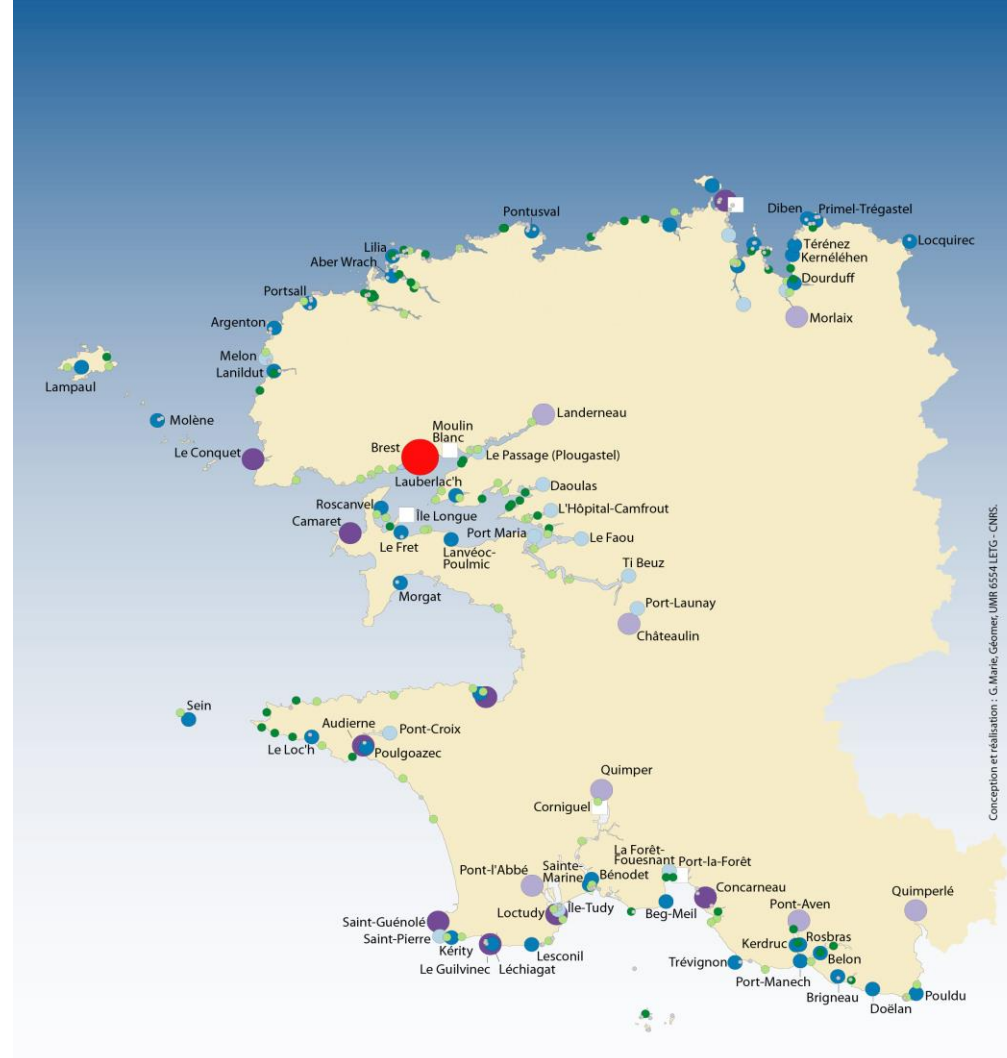 Pontusval
Diben
Primel-Trégastel
Locquirec
Lilia
Aber Wrach
Térénez
Kernéléhen
Dourduff
Portsall
Morlaix
Argenton
Melon
Lanildut
Lampaul
Molène
Landerneau
Moulin
Blanc
Brest
Le Conquet
Le Passage (Plougastel)
Lauberlac'h
Daoulas
Roscanvel
L'Hôpital-Camfrout
Île Longue
Camaret
Port Maria
Le Faou
Le Fret
Lanvéoc-
Poulmic
Ti Beuz
Morgat
Port-Launay
Châteaulin
Sein
Audierne
Pont-Croix
Le Loc'h
Poulgoazec
Quimper
Corniguel
La Forêt-
Fouesnant
Port-la-Forêt
Pont-l'Abbé
Sainte-
Marine
Bénodet
Concarneau
Quimperlé
Pont-Aven
Saint-Guénolé
Loctudy
Île-Tudy
Beg-Meil
Saint-Pierre
Kérity
Kerdruc
Rosbras
Le Guilvinec
Léchiagat
Lesconil
Trévignon
Belon
Port-Manech
Brigneau
Doëlan
Pouldu
Conception et réalisation : G. Marie, Géomer, UMR 6554 LETG - CNRS.